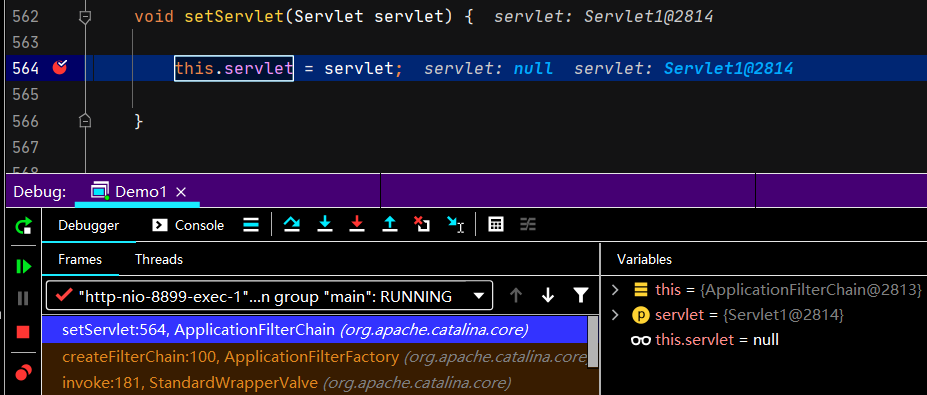 562 void setServlet(Servlet servlet) { servlet: Servlet1@2814
563
564 this.servlet = servlet; servlet: null servlet: Servlet1@2814
565
566 }
567
Debug: Demo1 ×
Debugger Console
Frames Threads Variables
"http-nio-8899-exec-1"...n group "main": RUNNING
this = {ApplicationFilterChain@2813}
setServlet:564, ApplicationFilterChain (org.apache.catalina.core)
p servlet = {Servlet1@2814}
createFilterChain:100, ApplicationFilterFactory (org.apache.catalina.core
this.servlet = null
invoke:181, StandardWrapperValve (org.apache.catalina.core)